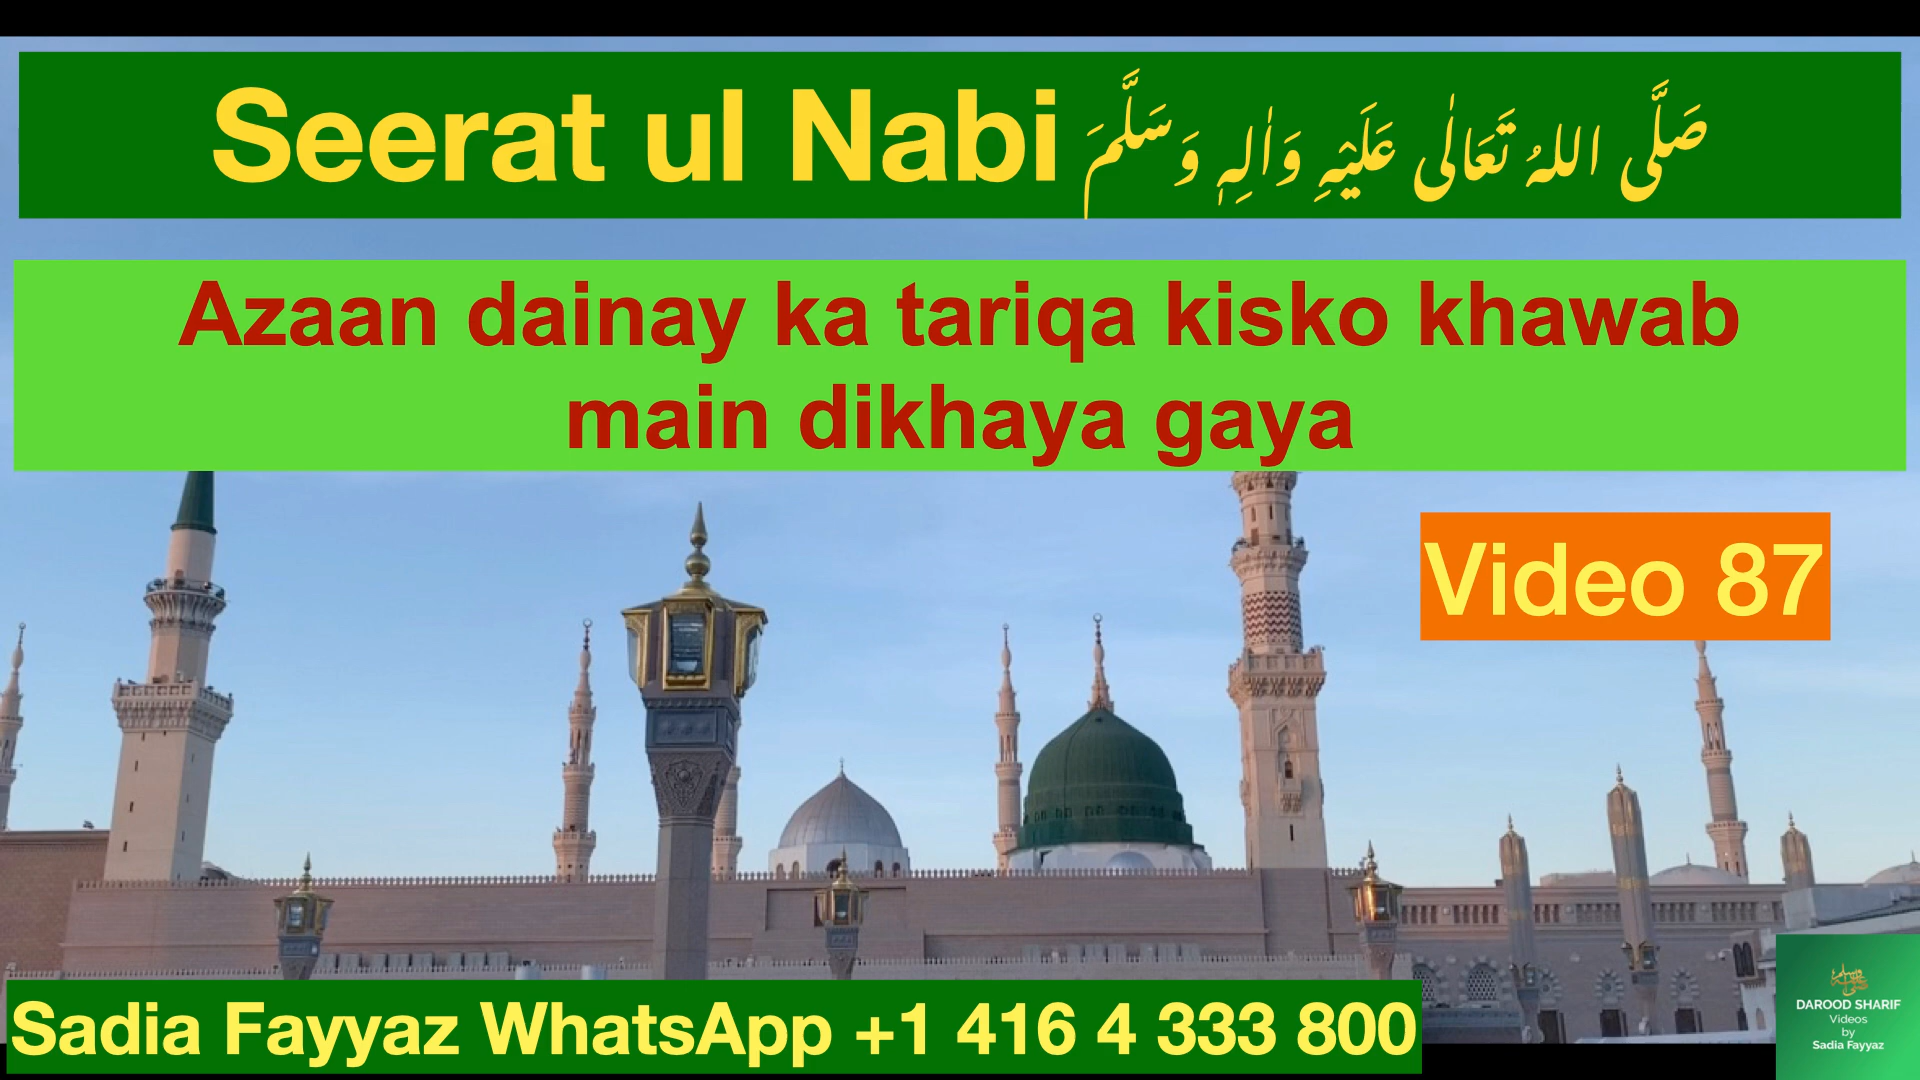 Seerat ul Nabi صَلَّى اللهُ تَعَالٰى عَلَيْهِ وَاٰلِهٖ وَسَلَّمَ
Azaan dainay ka tariqa kisko khawab
main dikhaya gaya
Video 87
Sadia Fayyaz WhatsApp +1 416 4 333 800
DAROOD SHARIF
Videos
by
Sadia Fayyaz